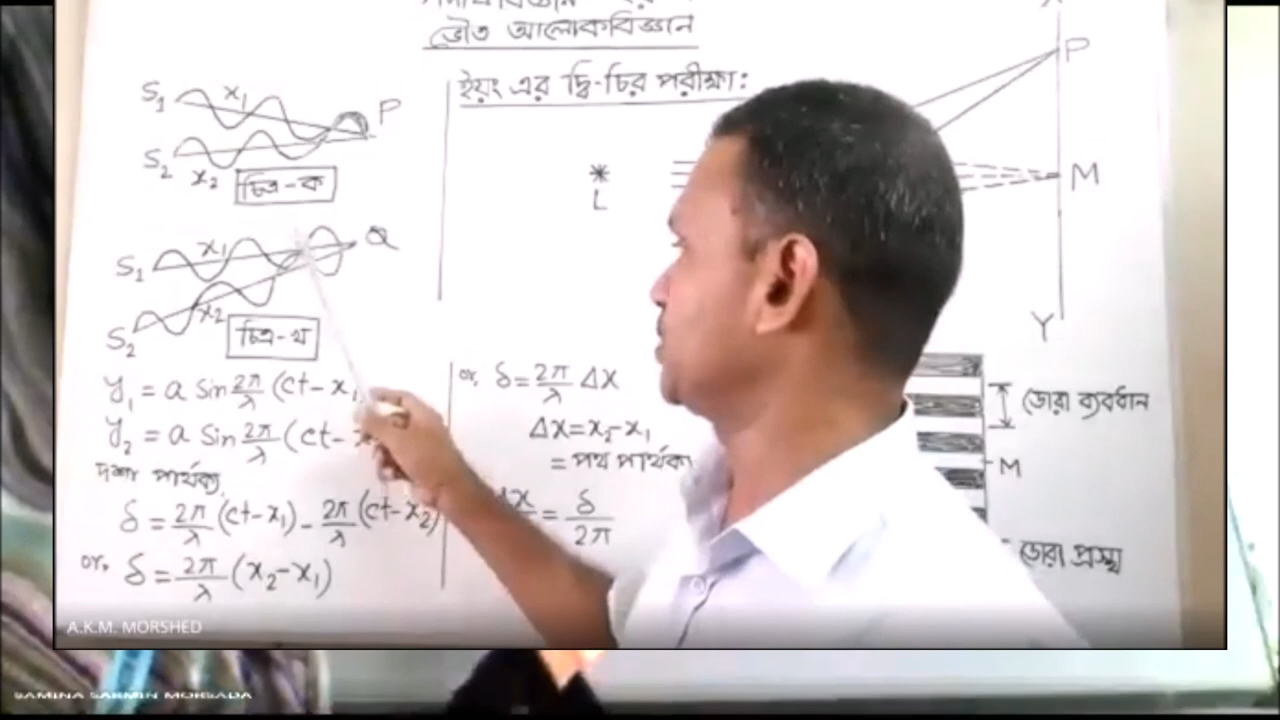 ভৌত আলোকবিজ্ঞান
ইয়ং এর দ্বি-চির পরীক্ষা:
S₁ x₁ P
S₂ x₂
চিত্র-ক
S₁ x₁ Q
S₂ x₂
চিত্র-খ
y₁ = a sin 2π/λ (ct - x₁
y₂ = a sin 2π/λ (ct -
দশা পার্থক্য,
δ = 2π/λ (ct-x₁) - 2π/λ (ct-x₂)
or, δ = 2π/λ (x₂-x₁)
or, δ = 2π/λ ΔX
ΔX = x₂-x₁
= পথ পার্থক্য
= δ/2π
L
P
M
Y
ডোরা ব্যবধান
M
ডোরা প্রস্থ
A.K.M. MORSHED